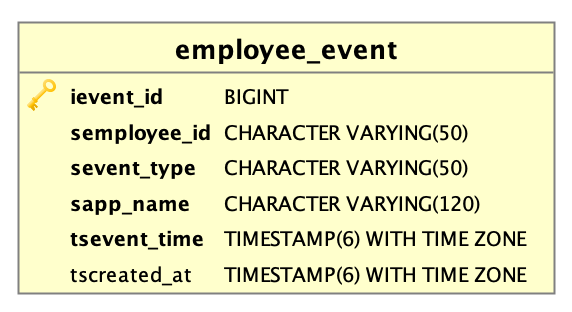 employee_event
ievent_id BIGINT
semployee_id CHARACTER VARYING(50)
sevent_type CHARACTER VARYING(50)
sapp_name CHARACTER VARYING(120)
tsevent_time TIMESTAMP(6) WITH TIME ZONE
tscreated_at TIMESTAMP(6) WITH TIME ZONE